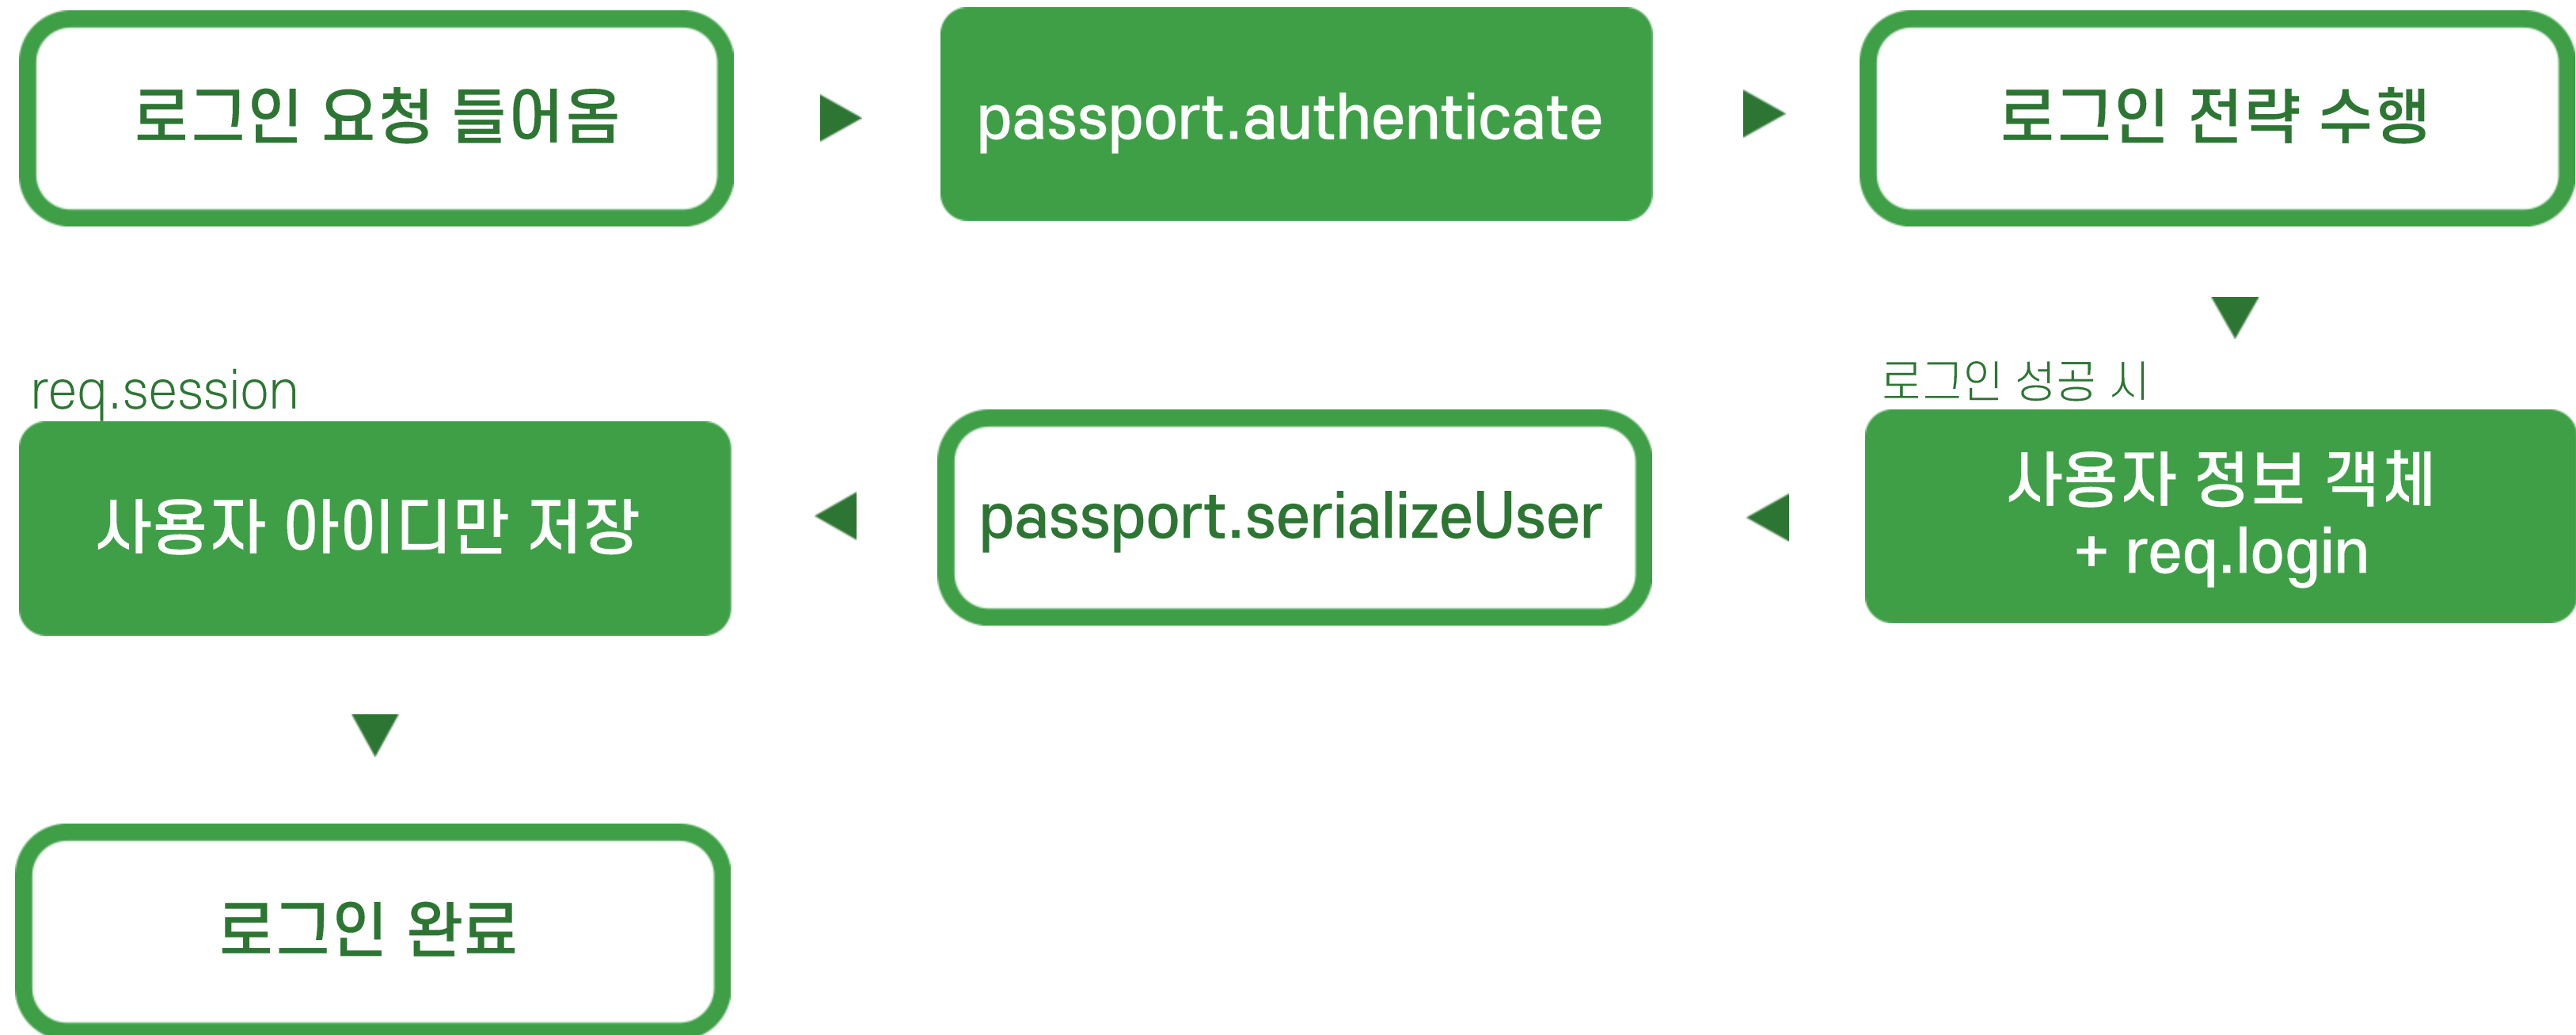 로그인 요청 들어옴
passport.authenticate
로그인 전략 수행
로그인 성공 시
사용자 정보 객체
+ req.login
passport.serializeUser
req.session
사용자 아이디만 저장
로그인 완료